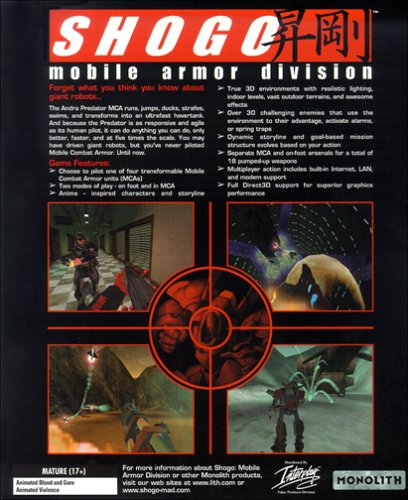 SHOGO 昇剛 ™
mobile armor division
Forget what you think you know about
giant robots...
The Andra Predator MCA runs, jumps, ducks, strafes,
swims, and transforms into an ultrafast hovertank.
And because the Predator is as responsive and agile
as its human pilot, it can do anything you can do, only
better, faster, and at five times the scale. You may
have driven giant robots, but you've never piloted
Mobile Combat Armor. Until now.
Game Features:
➢ Choose to pilot one of four transformable Mobile
Combat Armor units (MCAs)
➢ Two modes of play - on foot and in MCA
➢ Anime - inspired characters and storyline
➢ True 3D environments with realistic lighting,
indoor levels, vast outdoor terrains, and awesome
effects
➢ Over 30 challenging enemies that use the
environment to their advantage, activate alarms,
or spring traps
➢ Dynamic storyline and goal-based mission
structure evolves based on your action
➢ Separate MCA and on-foot arsenals for a total of
18 pumped-up weapons
➢ Multiplayer action includes built-in Internet, LAN,
and modem support
➢ Full Direct3D support for superior graphics
performance
MATURE (17+)
Animated Blood and Gore
Animated Violence
For more information about Shogo: Mobile
Armor Division or other Monolith products,
visit our web sites at www.lith.com or
www.shogo-mad.com
Distributed By
Interplay
Value Products Division
MONOLITH